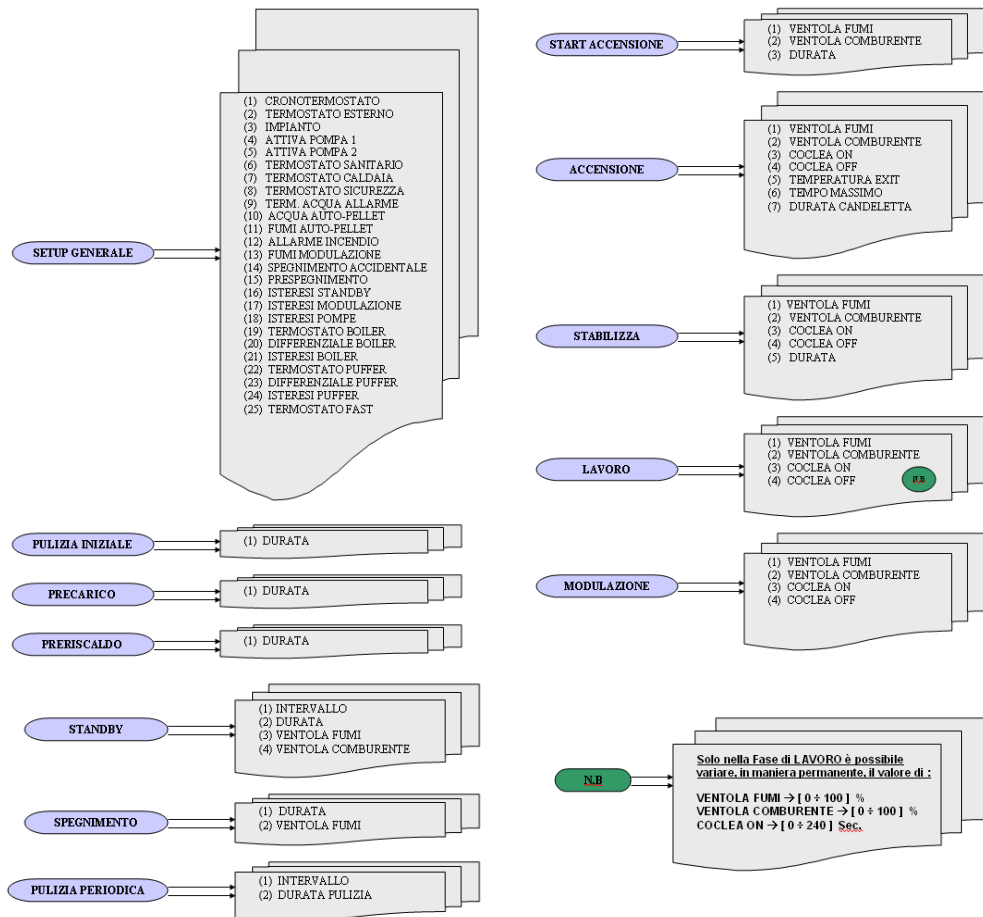 SETUP GENERALE
(1) CRONOTERMOSTATO
(2) TERMOSTATO ESTERNO
(3) IMPIANTO
(4) ATTIVA POMPA 1
(5) ATTIVA POMPA 2
(6) TERMOSTATO SANITARIO
(7) TERMOSTATO CALDAIA
(8) TERMOSTATO SICUREZZA
(9) TERM. ACQUA ALLARME
(10) ACQUA AUTO-PELLET
(11) FUMI AUTO-PELLET
(12) ALLARME INCENDIO
(13) FUMI MODULAZIONE
(14) SPEGNIMENTO ACCIDENTALE
(15) PRESPEGNIMENTO
(16) ISTERESI STANDBY
(17) ISTERESI MODULAZIONE
(18) ISTERESI POMPE
(19) TERMOSTATO BOILER
(20) DIFFERENZIALE BOILER
(21) ISTERESI BOILER
(22) TERMOSTATO PUFFER
(23) DIFFERENZIALE PUFFER
(24) ISTERESI PUFFER
(25) TERMOSTATO FAST
PULIZIA INIZIALE
(1) DURATA
PRECARICO
(1) DURATA
PRERISCALDO
(1) DURATA
STANDBY
(1) INTERVALLO
(2) DURATA
(3) VENTOLA FUMI
(4) VENTOLA COMBURENTE
SPEGNIMENTO
(1) DURATA
(2) VENTOLA FUMI
PULIZIA PERIODICA
(1) INTERVALLO
(2) DURATA PULIZIA
START ACCENSIONE
(1) VENTOLA FUMI
(2) VENTOLA COMBURENTE
(3) DURATA
ACCENSIONE
(1) VENTOLA FUMI
(2) VENTOLA COMBURENTE
(3) COCLEA ON
(4) COCLEA OFF
(5) TEMPERATURA EXIT
(6) TEMPO MASSIMO
(7) DURATA CANDELETTA
STABILIZZA
(1) VENTOLA FUMI
(2) VENTOLA COMBURENTE
(3) COCLEA ON
(4) COCLEA OFF
(5) DURATA
LAVORO
(1) VENTOLA FUMI
(2) VENTOLA COMBURENTE
(3) COCLEA ON
(4) COCLEA OFF
N.B
MODULAZIONE
(1) VENTOLA FUMI
(2) VENTOLA COMBURENTE
(3) COCLEA ON
(4) COCLEA OFF
N.B
Solo nella Fase di LAVORO è possibile
variare, in maniera permanente, il valore di :
VENTOLA FUMI → [ 0 ÷ 100 ] %
VENTOLA COMBURENTE → [ 0 ÷ 100 ] %
COCLEA ON → [ 0 ÷ 240 ] Sec.